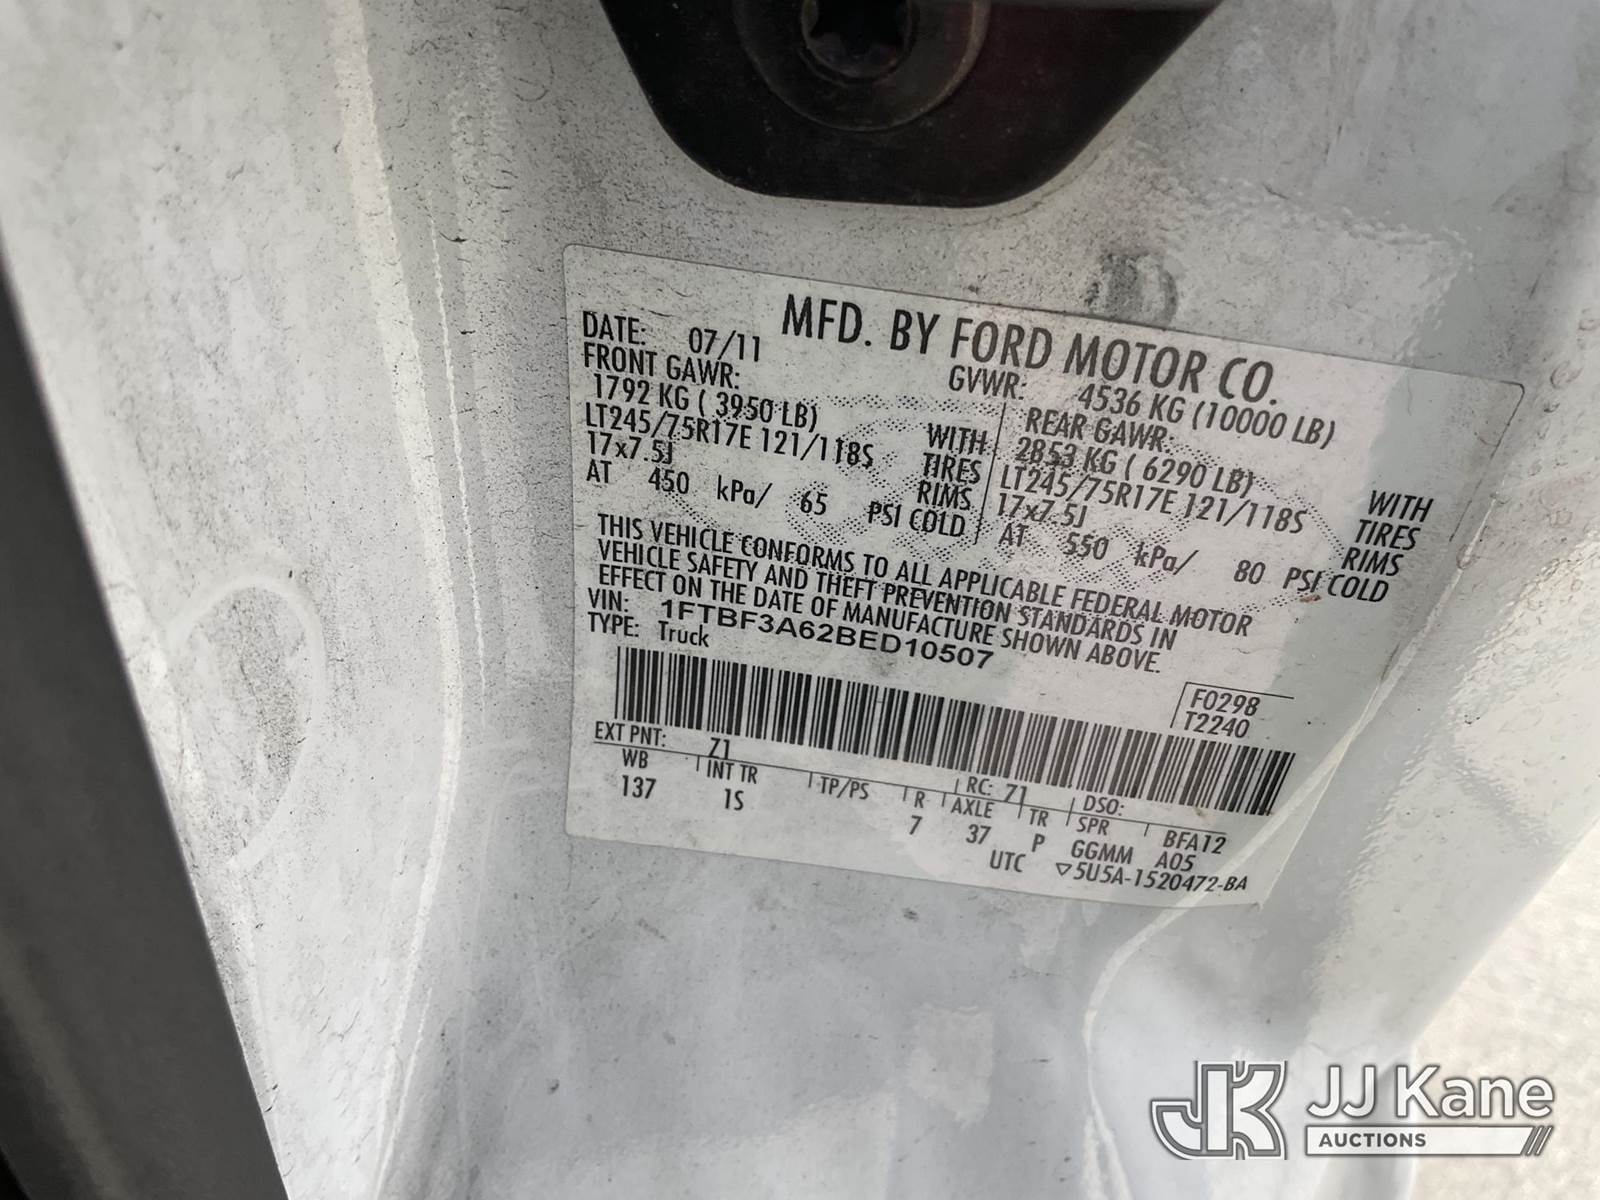 MFD. BY FORD MOTOR CO.
DATE: 07/11
GVWR: 4536 KG (10000 LB)
FRONT GAWR:
1792 KG ( 3950 LB) WITH
LT245/75R17E 121/118S TIRES
17x7.5J RIMS
AT 450 kPa/ 65 PSI COLD
REAR GAWR:
2853 KG ( 6290 LB) WITH
LT245/75R17E 121/118S TIRES
17x7.5J RIMS
AT 550 kPa/ 80 PSI COLD
THIS VEHICLE CONFORMS TO ALL APPLICABLE FEDERAL MOTOR
VEHICLE SAFETY AND THEFT PREVENTION STANDARDS IN
EFFECT ON THE DATE OF MANUFACTURE SHOWN ABOVE.
VIN: 1FTBF3A62BED10507
TYPE: Truck
F0298
T2240
EXT PNT: Z1 RC: 71 DSO:
WB INT TR TP/PS R AXLE TR SPR BFA12
137 1S 7 37 P GGMM A05
UTC ▽5U5A-1520472-BA
JK JJ Kane
AUCTIONS